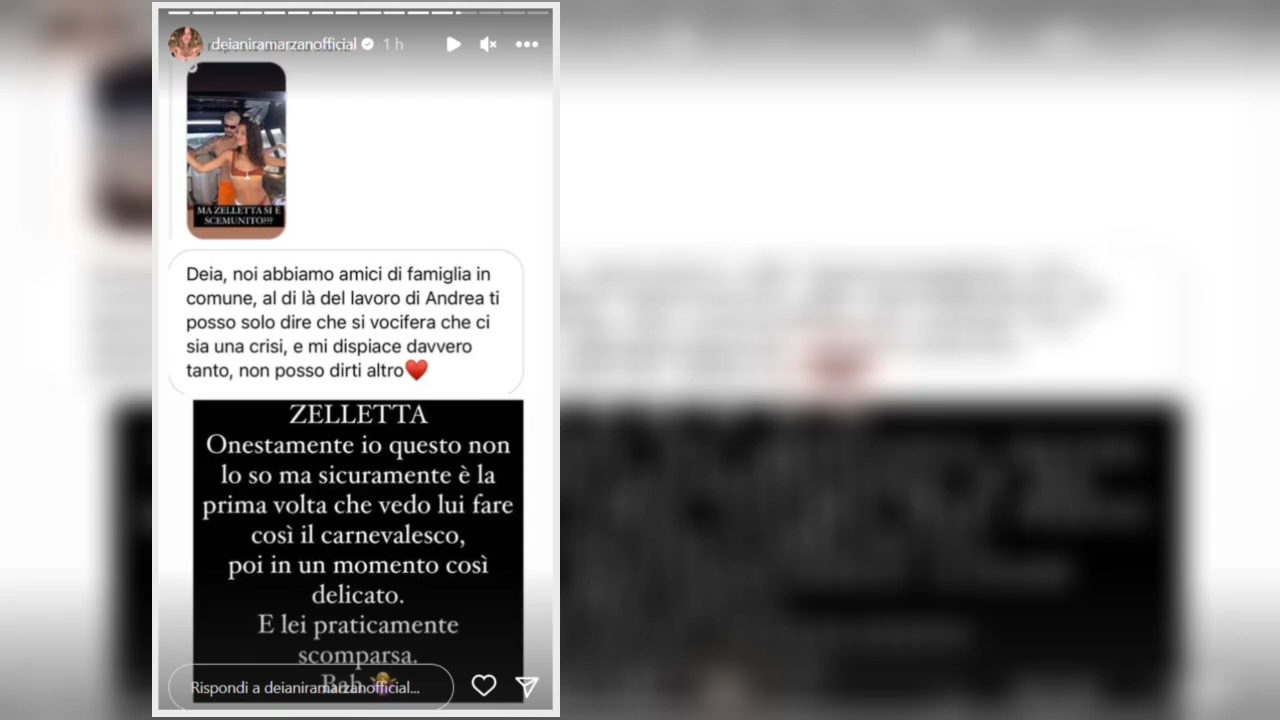 deianiramarzanofficial 1 h
MA ZELLETTA SI È
SCEMUNITO???
Deia, noi abbiamo amici di famiglia in
comune, al di là del lavoro di Andrea ti
posso solo dire che si vocifera che ci
sia una crisi, e mi dispiace davvero
tanto, non posso dirti altro❤️
ZELLETTA
Onestamente io questo non
lo so ma sicuramente è la
prima volta che vedo lui fare
così il carnevalesco,
poi in un momento così
delicato.
E lei praticamente
scomparsa.
Bah
Rispondi a deianiramarzanofficial...